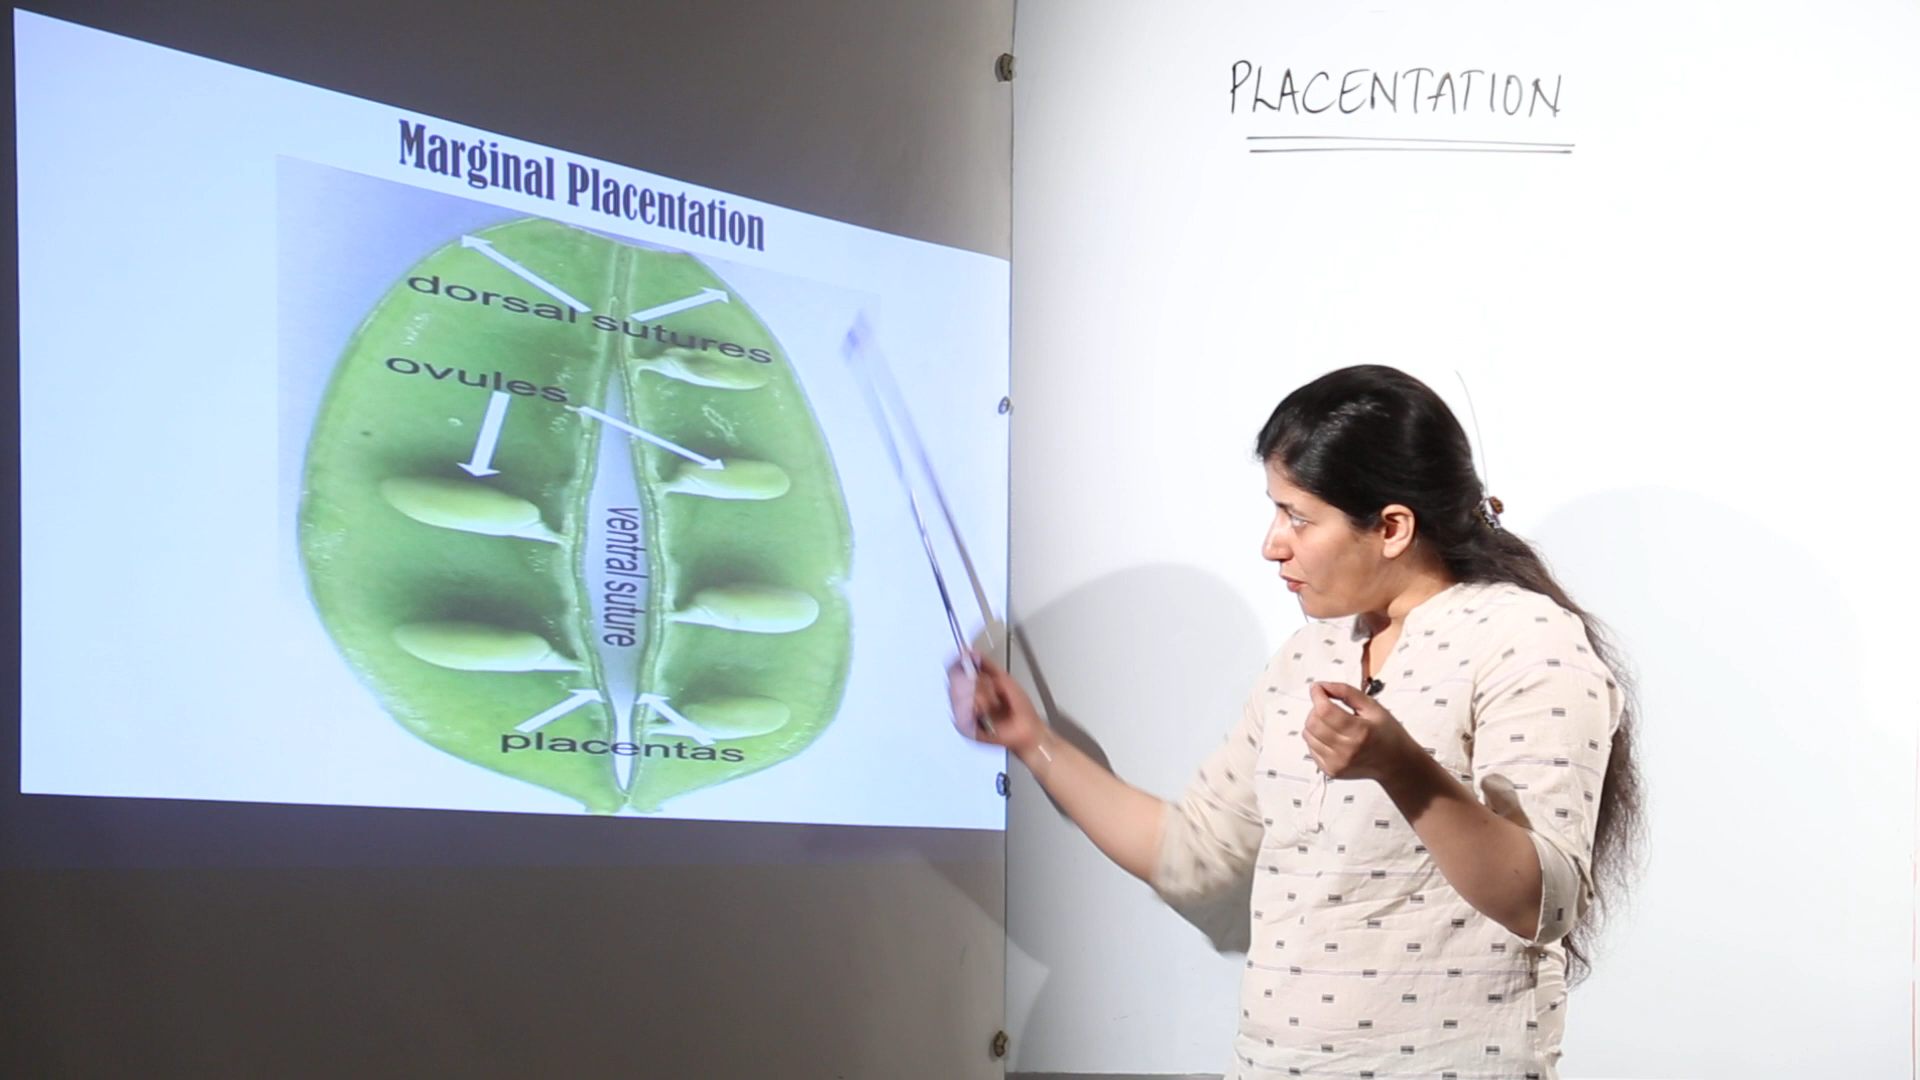 Marginal Placentation
dorsal sutures
ovules
ventral suture
placentas
PLACENTATION